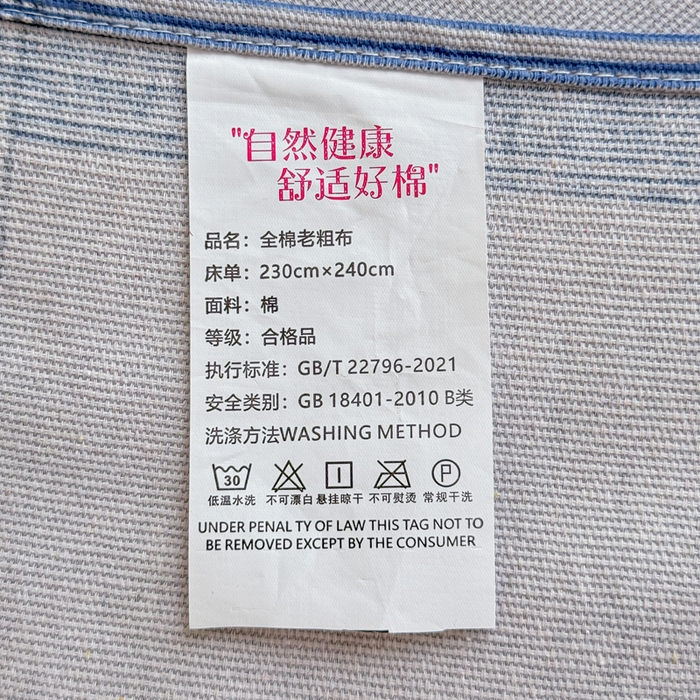 "自然健康
舒适好棉"
品名：全棉老粗布
床单：230cm×240cm
面料：棉
等级：合格品
执行标准：GB/T 22796-2021
安全类别：GB 18401-2010 B类
洗涤方法WASHING METHOD
30 P
低温水洗 不可漂白 悬挂晾干 不可熨烫 常规干洗
UNDER PENAL TY OF LAW THIS TAG NOT TO
BE REMOVED EXCEPT BY THE CONSUMER